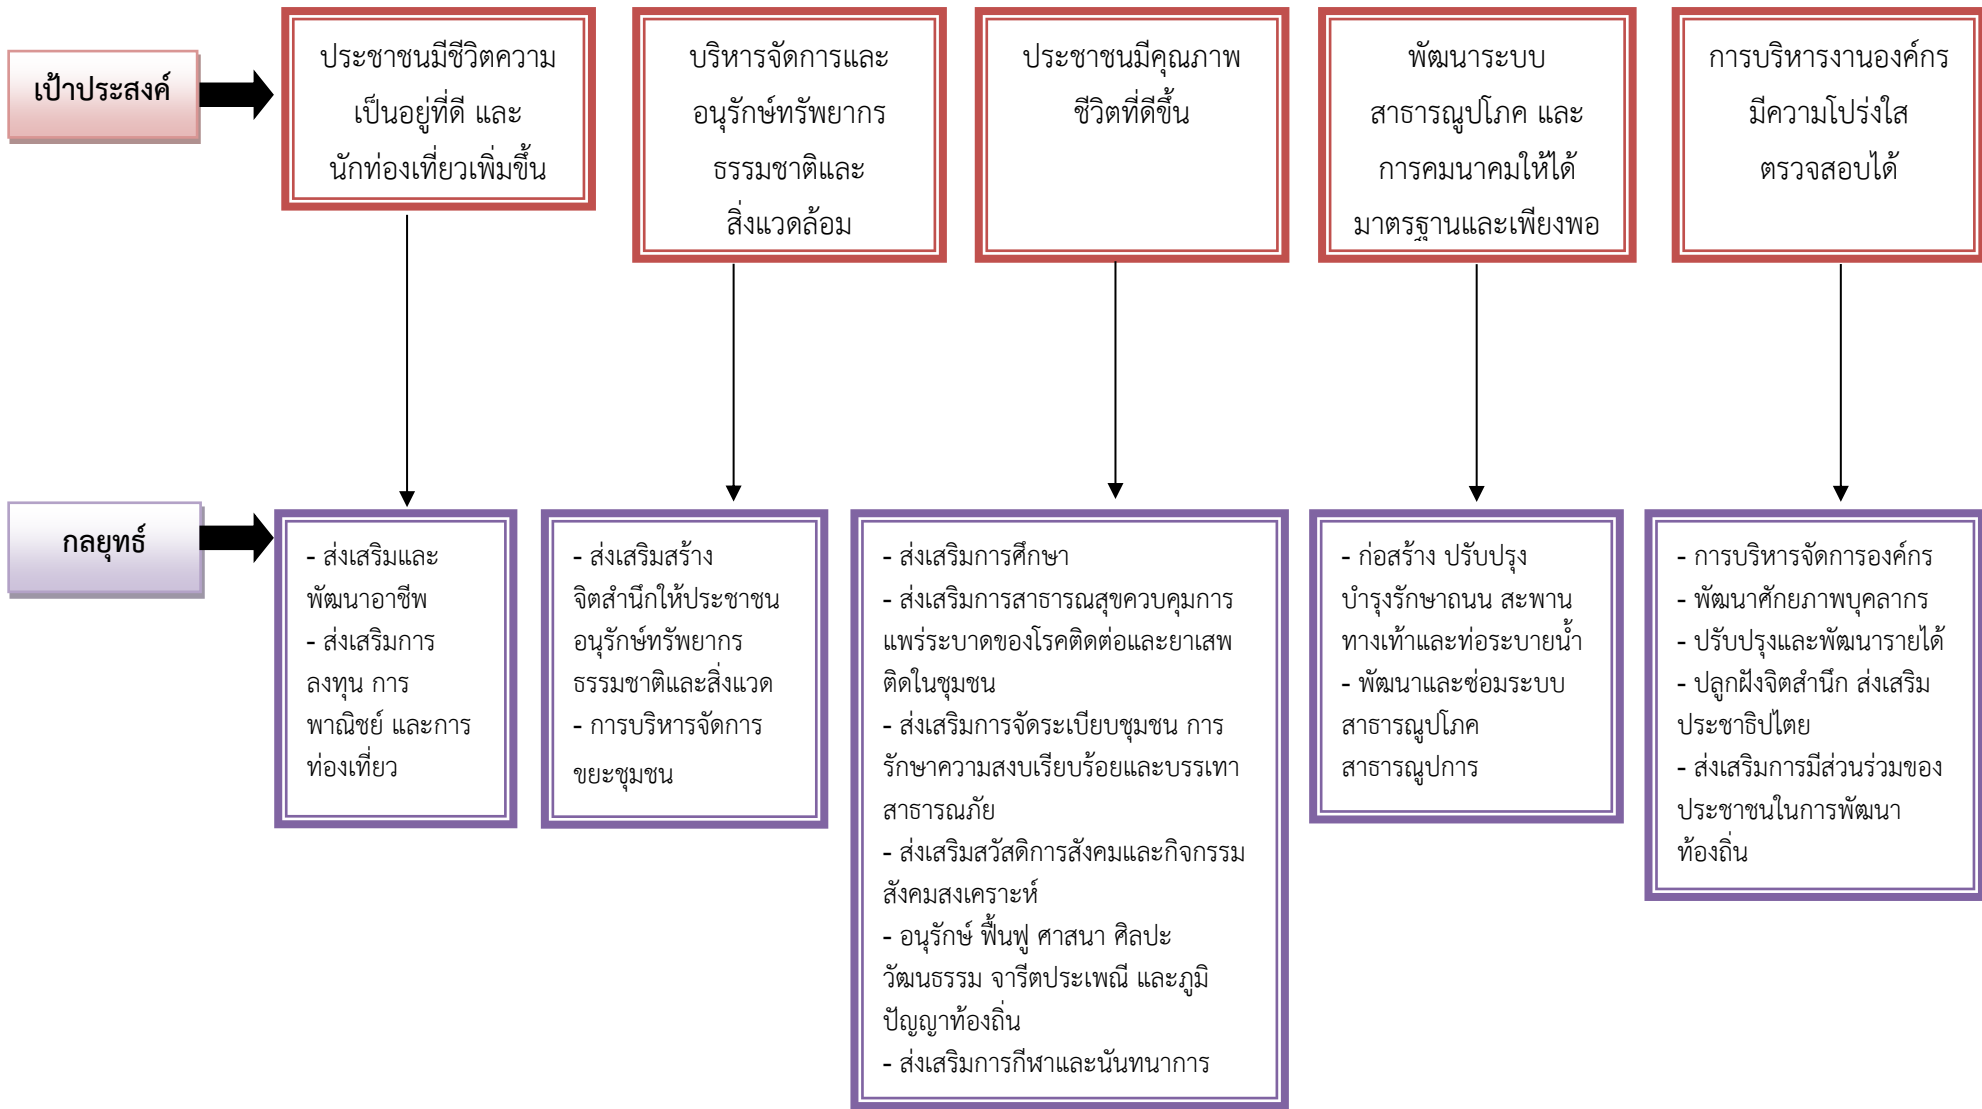 เป้าประสงค์
ประชาชนมีชีวิตความ
เป็นอยู่ที่ดี และ
นักท่องเที่ยวเพิ่มขึ้น
บริหารจัดการและ
อนุรักษ์ทรัพยากร
ธรรมชาติและ
สิ่งแวดล้อม
ประชาชนมีคุณภาพ
ชีวิตที่ดีขึ้น
พัฒนาระบบ
สาธารณูปโภค และ
การคมนาคมให้ได้
มาตรฐานและเพียงพอ
การบริหารงานองค์กร
มีความโปร่งใส
ตรวจสอบได้
กลยุทธ์
- ส่งเสริมและ
พัฒนาอาชีพ
- ส่งเสริมการ
ลงทุน การ
พาณิชย์ และการ
ท่องเที่ยว
- ส่งเสริมสร้าง
จิตสำนึกให้ประชาชน
อนุรักษ์ทรัพยากร
ธรรมชาติและสิ่งแวด
- การบริหารจัดการ
ขยะชุมชน
- ส่งเสริมการศึกษา
- ส่งเสริมการสาธารณสุขควบคุมการ
แพร่ระบาดของโรคติดต่อและยาเสพ
ติดในชุมชน
- ส่งเสริมการจัดระเบียบชุมชน การ
รักษาความสงบเรียบร้อยและบรรเทา
สาธารณภัย
- ส่งเสริมสวัสดิการสังคมและกิจกรรม
สังคมสงเคราะห์
- อนุรักษ์ ฟื้นฟู ศาสนา ศิลปะ
วัฒนธรรม จารีตประเพณี และภูมิ
ปัญญาท้องถิ่น
- ส่งเสริมการกีฬาและนันทนาการ
- ก่อสร้าง ปรับปรุง
บำรุงรักษาถนน สะพาน
ทางเท้าและท่อระบายน้ำ
- พัฒนาและซ่อมระบบ
สาธารณูปโภค
สาธารณูปการ
- การบริหารจัดการองค์กร
- พัฒนาศักยภาพบุคลากร
- ปรับปรุงและพัฒนารายได้
- ปลูกฝังจิตสำนึก ส่งเสริม
ประชาธิปไตย
- ส่งเสริมการมีส่วนร่วมของ
ประชาชนในการพัฒนา
ท้องถิ่น